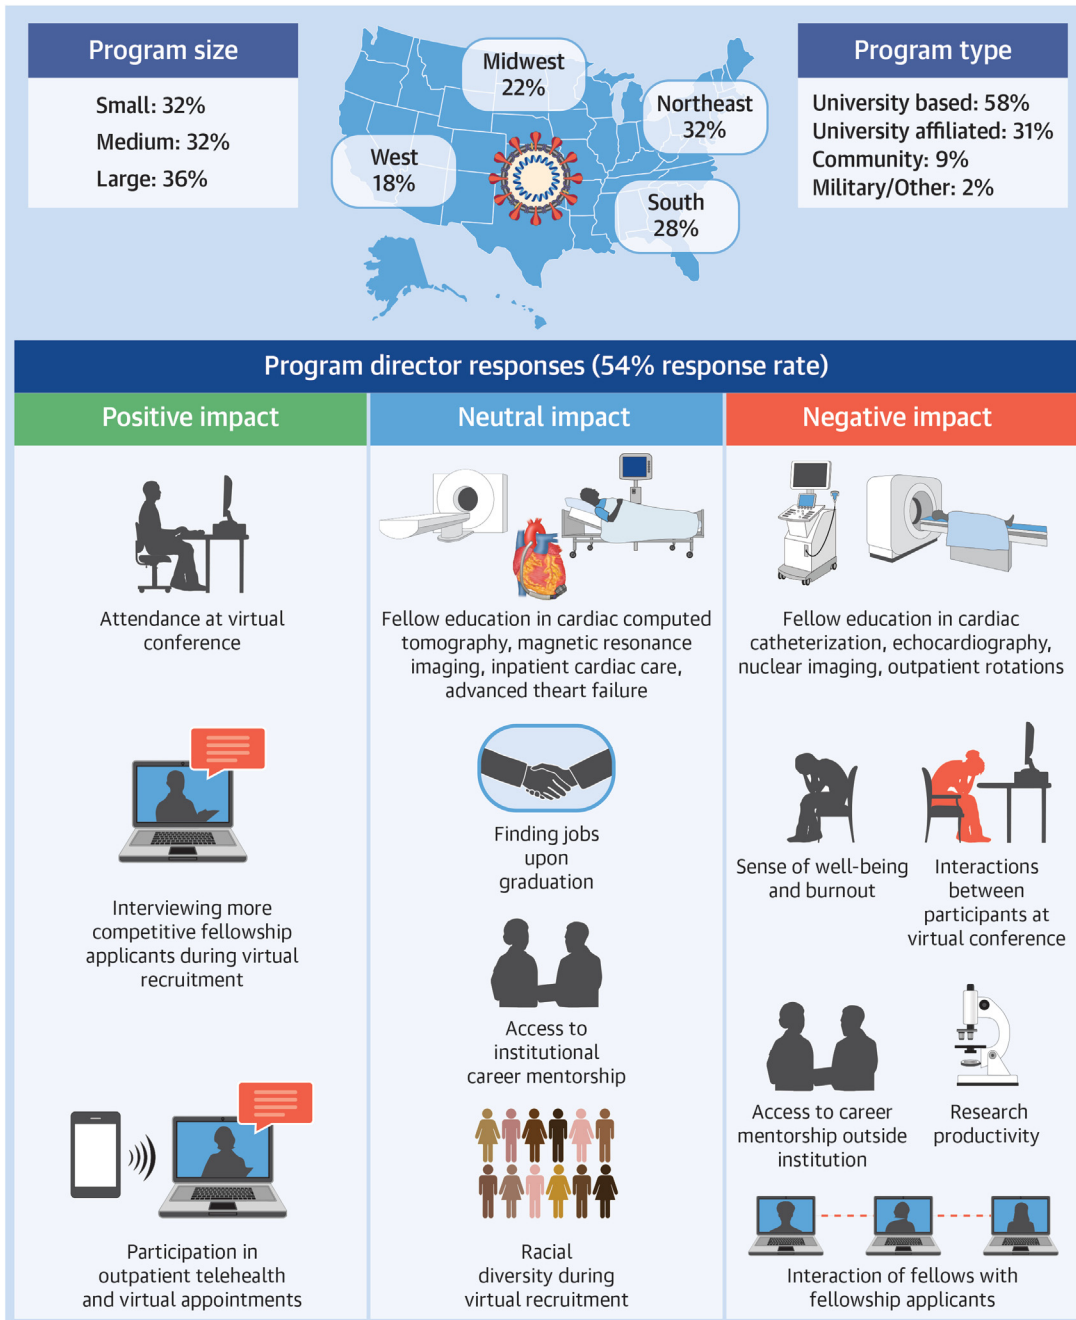 Program size
Small: 32%
Medium: 32%
Large: 36%
Midwest
22%
Northeast
32%
West
18%
South
28%
Program type
University based: 58%
University affiliated: 31%
Community: 9%
Military/Other: 2%
Program director responses (54% response rate)
Positive impact
Attendance at virtual
conference
Interviewing more
competitive fellowship
applicants during virtual
recruitment
Participation in
outpatient telehealth
and virtual appointments
Neutral impact
Fellow education in cardiac computed
tomography, magnetic resonance
imaging, inpatient cardiac care,
advanced theart failure
Finding jobs
upon
graduation
Access to
institutional
career mentorship
Racial
diversity during
virtual recruitment
Negative impact
Fellow education in cardiac
catheterization, echocardiography,
nuclear imaging, outpatient rotations
Sense of well-being
and burnout
Interactions
between
participants at
virtual conference
Access to career
mentorship outside
institution
Research
productivity
Interaction of fellows with
fellowship applicants